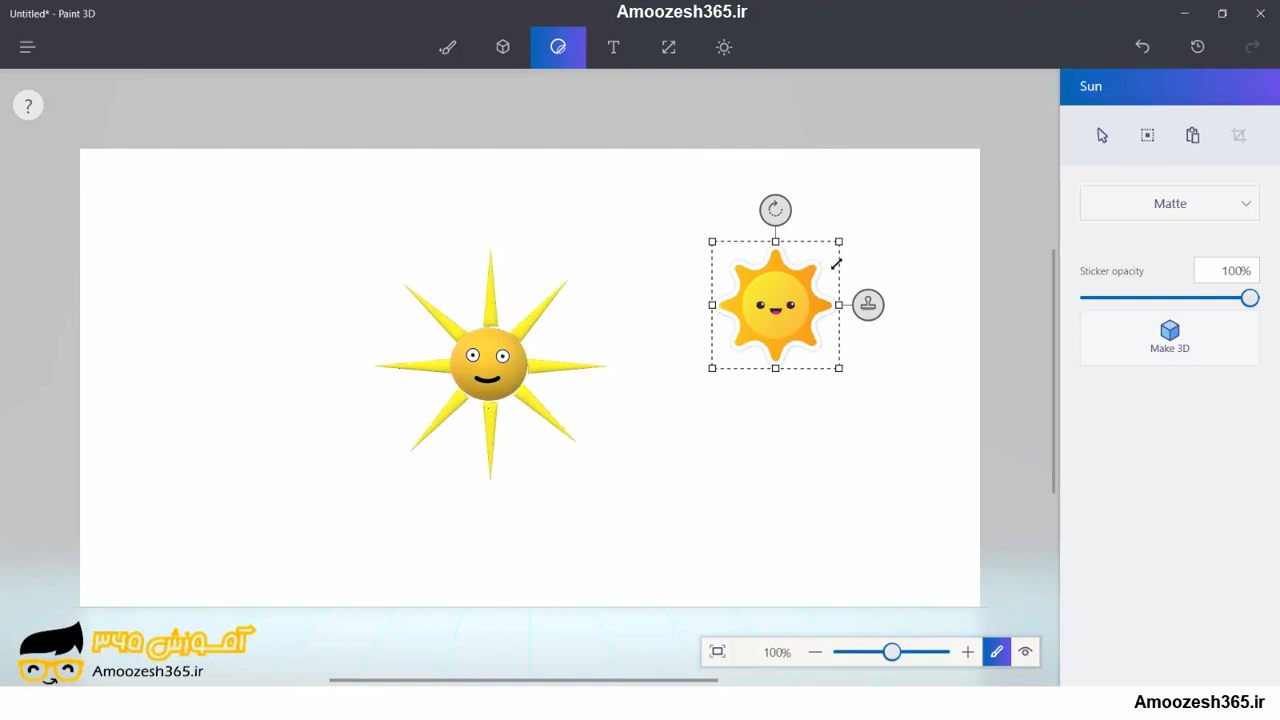 Untitled* - Paint 3D
Amoozesh365.ir
T
?
Sun
Matte
Sticker opacity
100%
Make 3D
100%
آموزش ۳۶۵
Amoozesh365.ir
Amoozesh365.ir